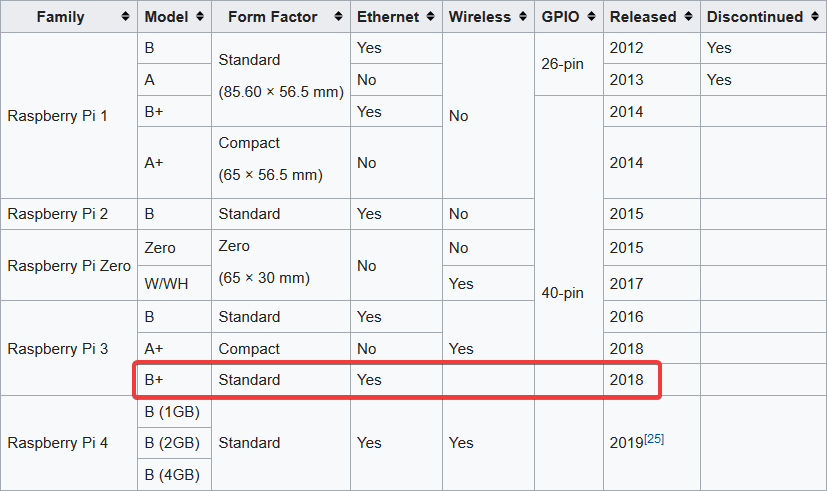 Family Model Form Factor Ethernet Wireless GPIO Released Discontinued
Raspberry Pi 1 B Standard (85.60 × 56.5 mm) Yes No 26-pin 2012 Yes
A No 2013 Yes
B+ Yes 40-pin 2014
A+ Compact (65 × 56.5 mm) No 2014
Raspberry Pi 2 B Standard Yes No 2015
Raspberry Pi Zero Zero Zero (65 × 30 mm) No No 2015
W/WH Yes 2017
Raspberry Pi 3 B Standard Yes Yes 2016
A+ Compact No 2018
B+ Standard Yes 2018
Raspberry Pi 4 B (1GB) Standard Yes Yes 2019[25]
B (2GB)
B (4GB)